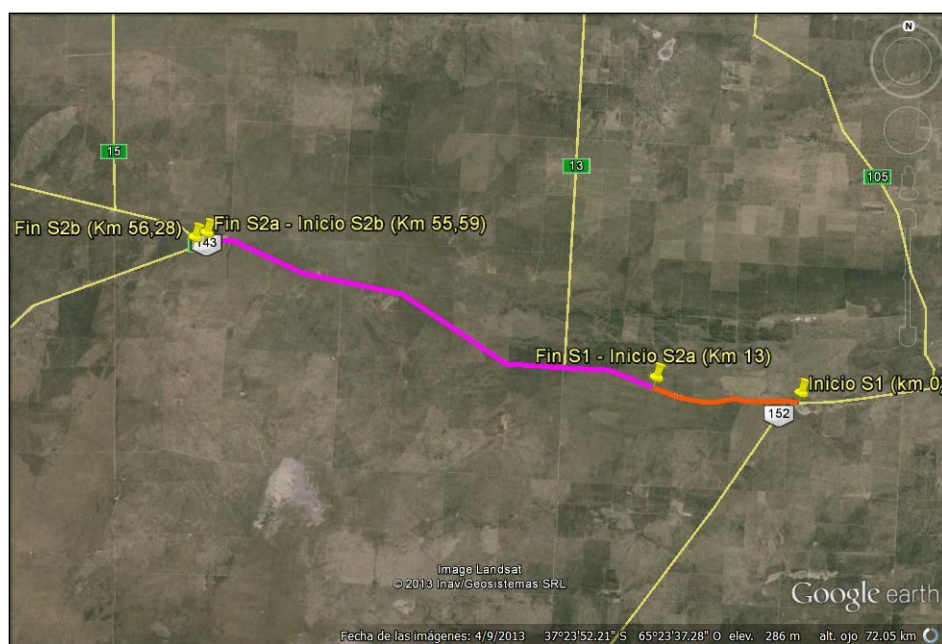 N
15
13
105
Fin S2b (Km 56,28)
Fin S2a - Inicio S2b (Km 55,59)
143
Fin S1 - Inicio S2a (Km 13)
Inicio S1 (km 0)
152
Image Landsat
© 2013 Inav/Geosistemas SRL
Google earth
Fecha de las imágenes: 4/9/2013 37°23'52.21" S 65°23'37.28" O elev. 286 m alt. ojo 72.05 km